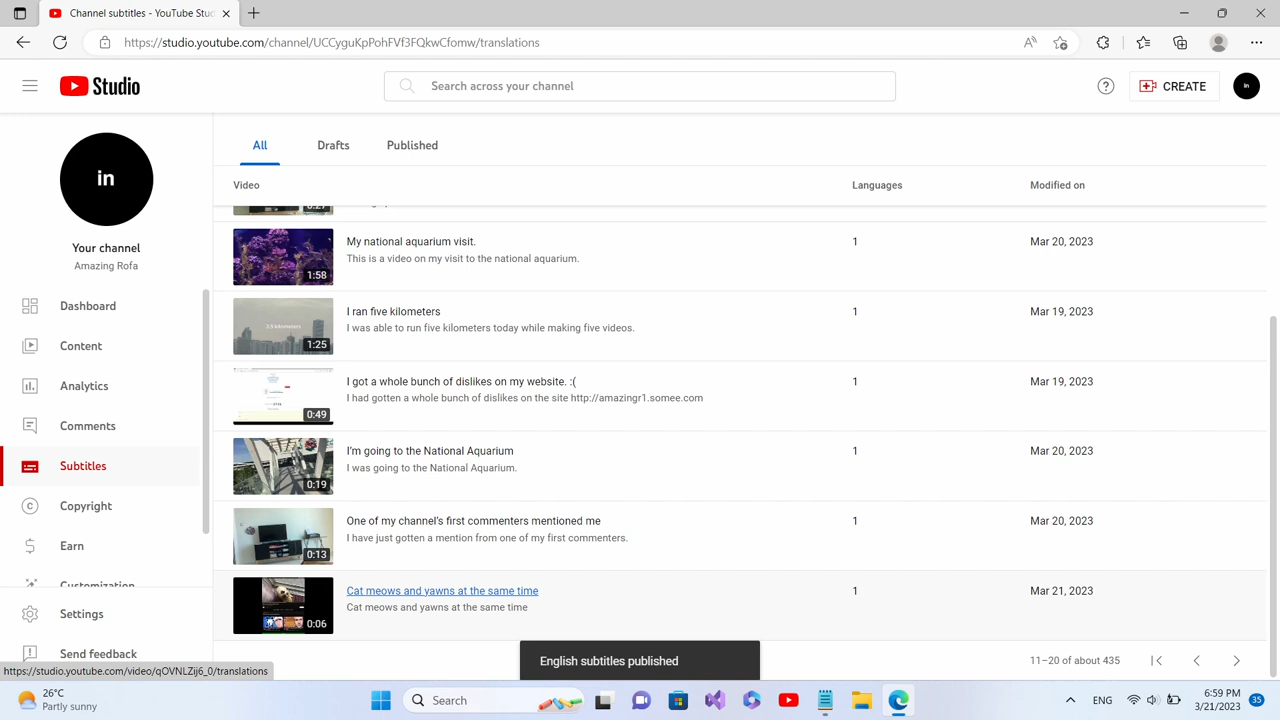 Channel subtitles - YouTube Stud
https://studio.youtube.com/channel/UCCyguKpPohFVf3FQkwCfomw/translations
Studio
Search across your channel
CREATE
in
in
Your channel
Amazing Rofa
Dashboard
Content
Analytics
Comments
Subtitles
Copyright
Earn
Customization
Settings
Send feedback
All
Drafts
Published
Video
Languages
Modified on
0:27
1:58
My national aquarium visit.
This is a video on my visit to the national aquarium.
1
Mar 20, 2023
1:25
I ran five kilometers
I was able to run five kilometers today while making five videos.
1
Mar 19, 2023
0:49
I got a whole bunch of dislikes on my website. :(
I had gotten a whole bunch of dislikes on the site http://amazingr1.somee.com
1
Mar 19, 2023
0:19
I'm going to the National Aquarium
I was going to the National Aquarium.
1
Mar 20, 2023
0:13
One of my channel's first commenters mentioned me
I have just gotten a mention from one of my first commenters.
1
Mar 20, 2023
0:06
Cat meows and yawns at the same time
Cat meows and yawns at the same time
1
Mar 21, 2023
English subtitles published
11–20 of about 435
https://studio.youtube.com/video/qOVNLZij6_0/translations
26°C
Partly sunny
Search
ENG
6:59 PM
3/21/2023
35